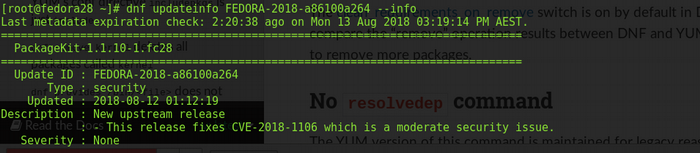 [root@fedora28 ~]# dnf updateinfo FEDORA-2018-a86100a264 --info
Last metadata expiration check: 2:20:38 ago on Mon 13 Aug 2018 03:19:14 PM AEST.
================================================================================
PackageKit-1.1.10-1.fc28
================================================================================
Update ID : FEDORA-2018-a86100a264
Type : security
Updated : 2018-08-12 01:12:19
Description : New upstream release
: - This release fixes CVE-2018-1106 which is a moderate security issue.
Severity : None
on remove switch is on by default in D
results between DNF and YUM
to remove more packages.
No resolvedep command
The YUM version of this command is maintained for legacy rea
does not
Read the Docs